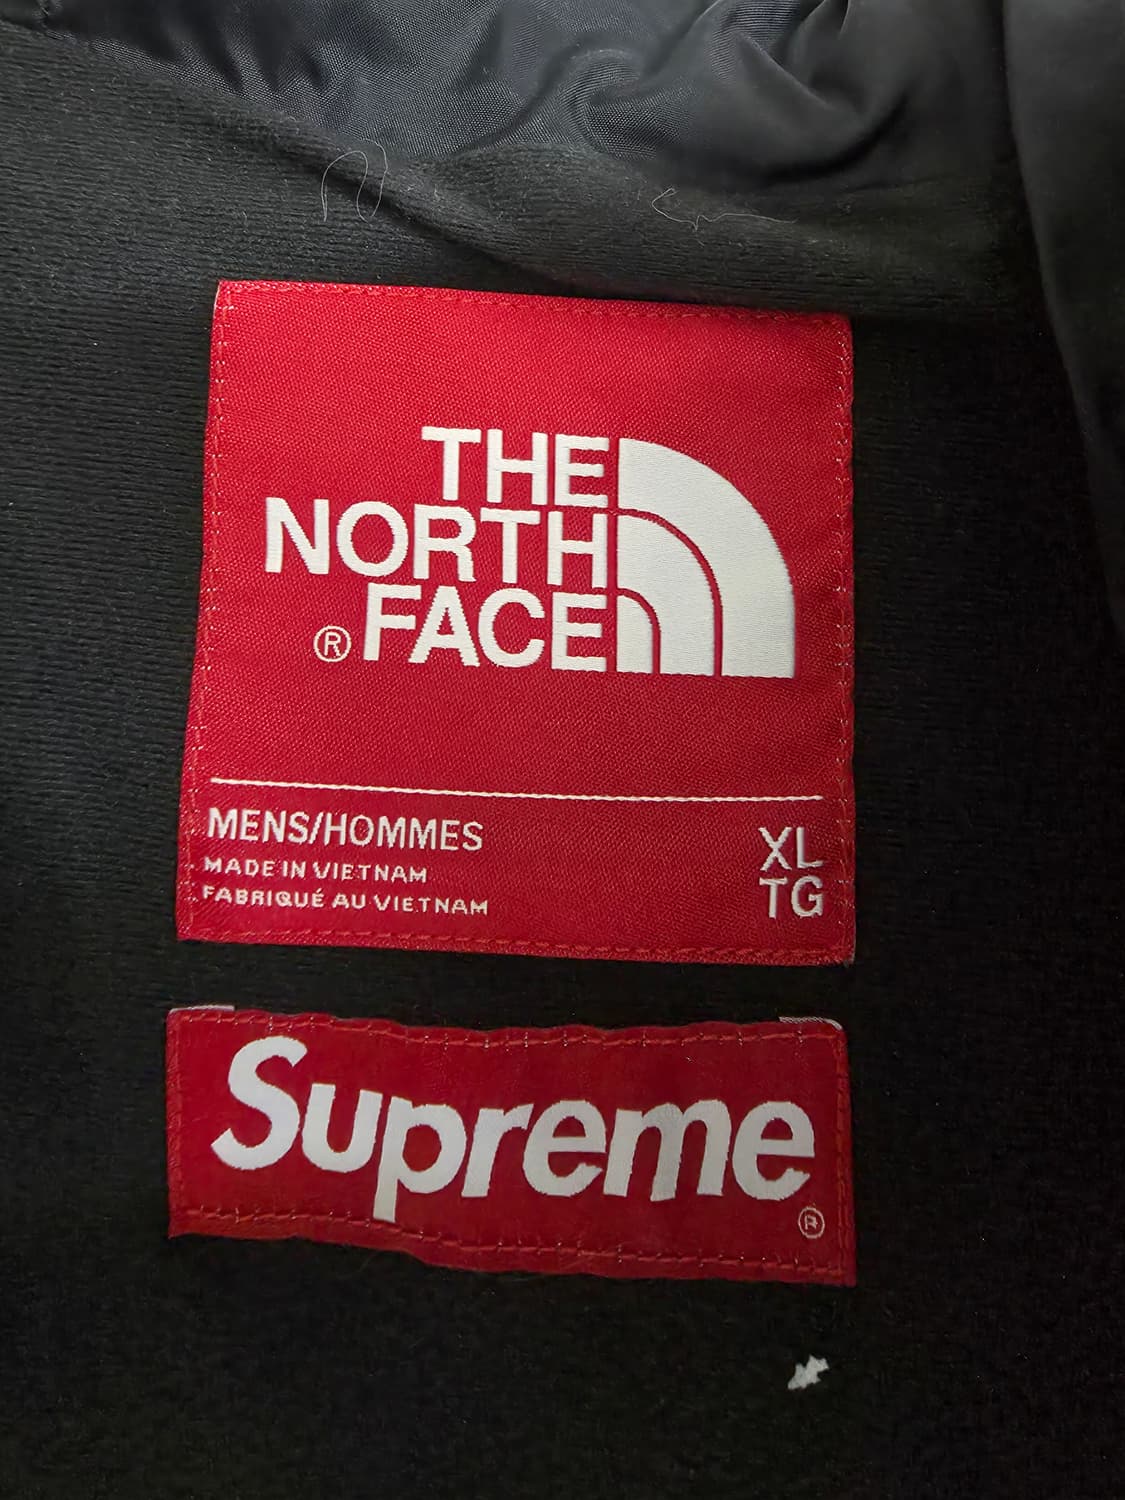 THE
NORTH
® FACE
MENS/HOMMES
MADE IN VIETNAM
FABRIQUÉ AU VIETNAM
XL
TG
Supreme
®